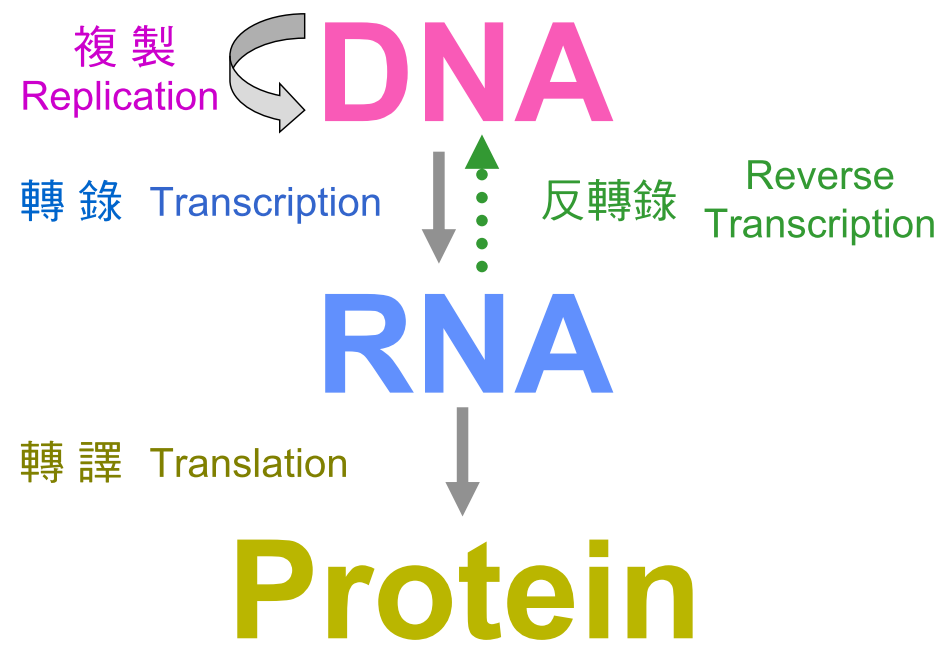 複 製
Replication
DNA
轉 錄 Transcription
反轉錄
Reverse
Transcription
RNA
轉 譯 Translation
Protein